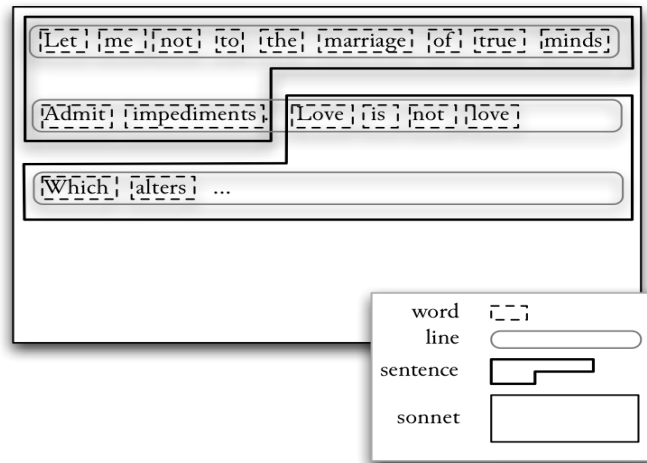 Let me not to the marriage of true minds
Admit impediments. Love is not love
Which alters ...
word
line
sentence
sonnet